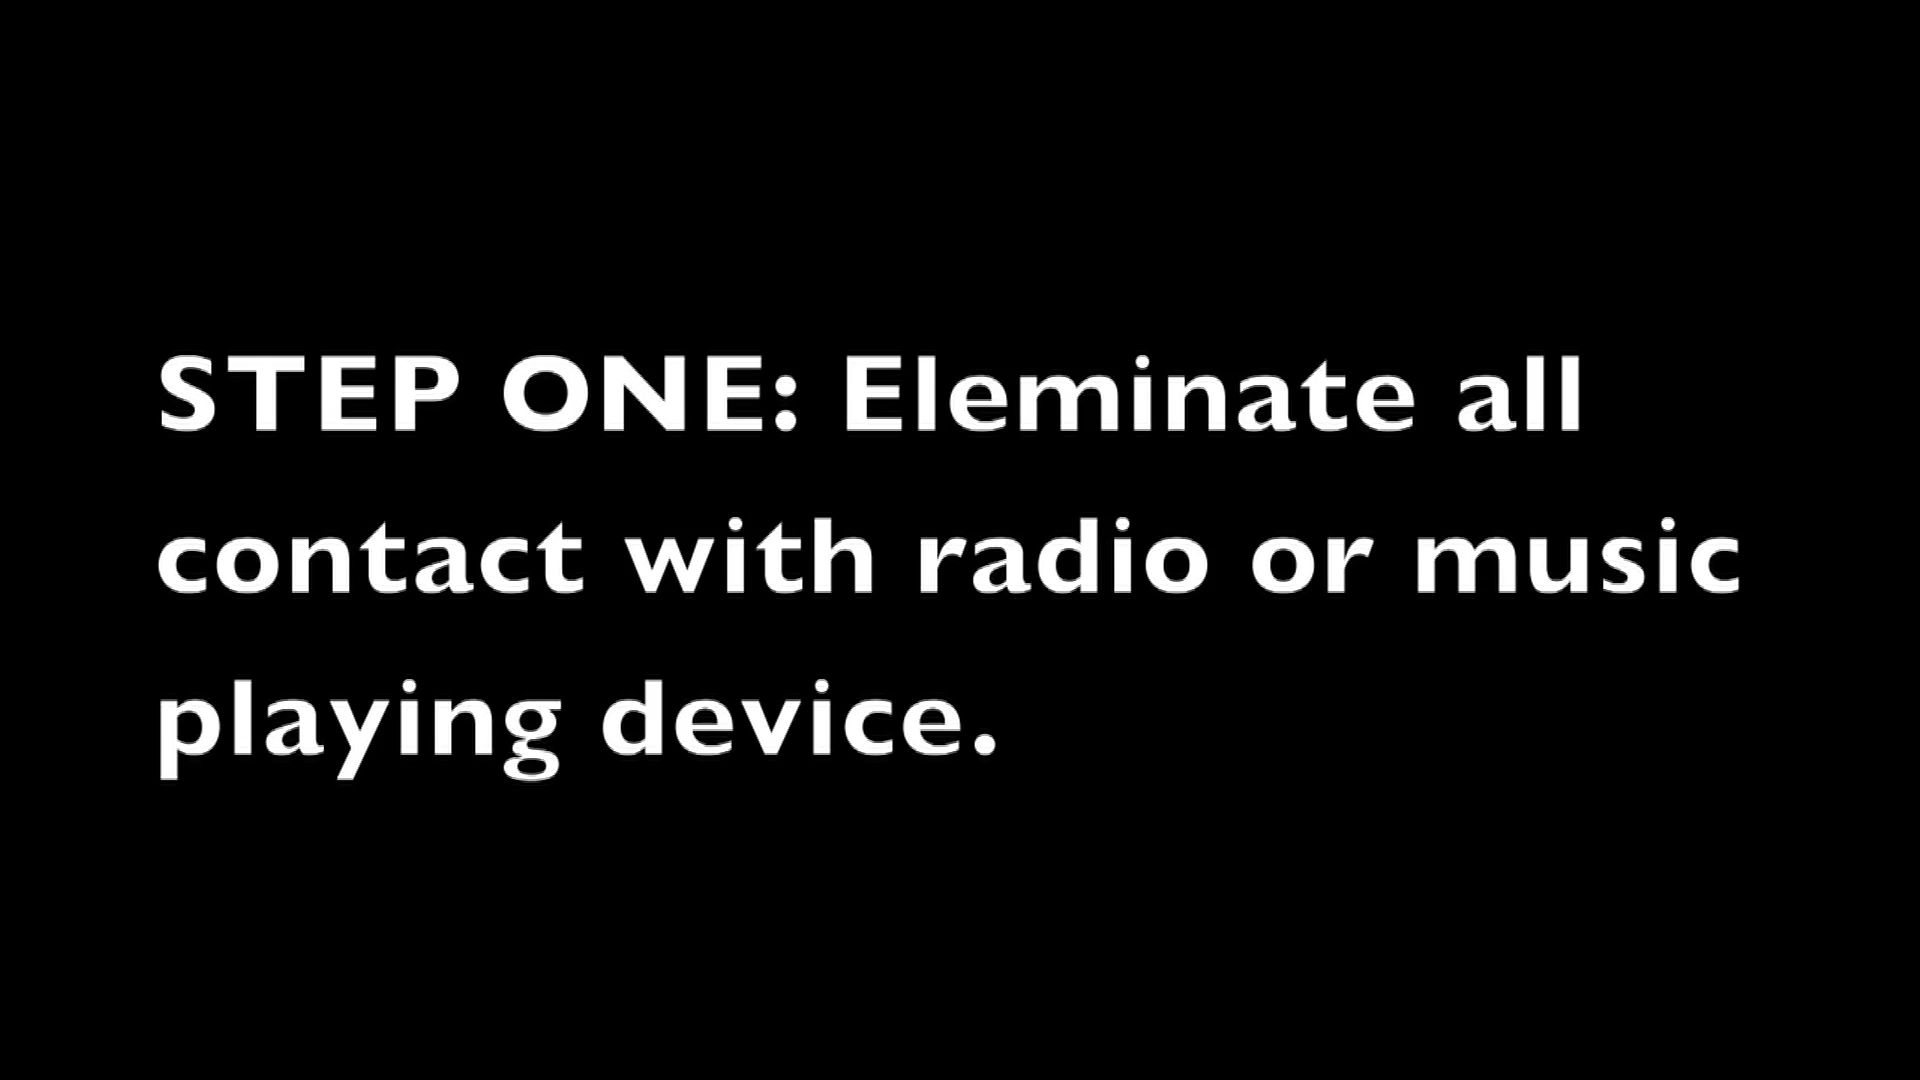 STEP ONE: Eleminate all
contact with radio or music
playing device.